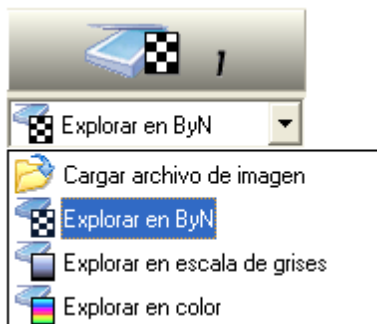 1
Explorar en ByN
Cargar archivo de imagen
Explorar en ByN
Explorar en escala de grises
Explorar en color